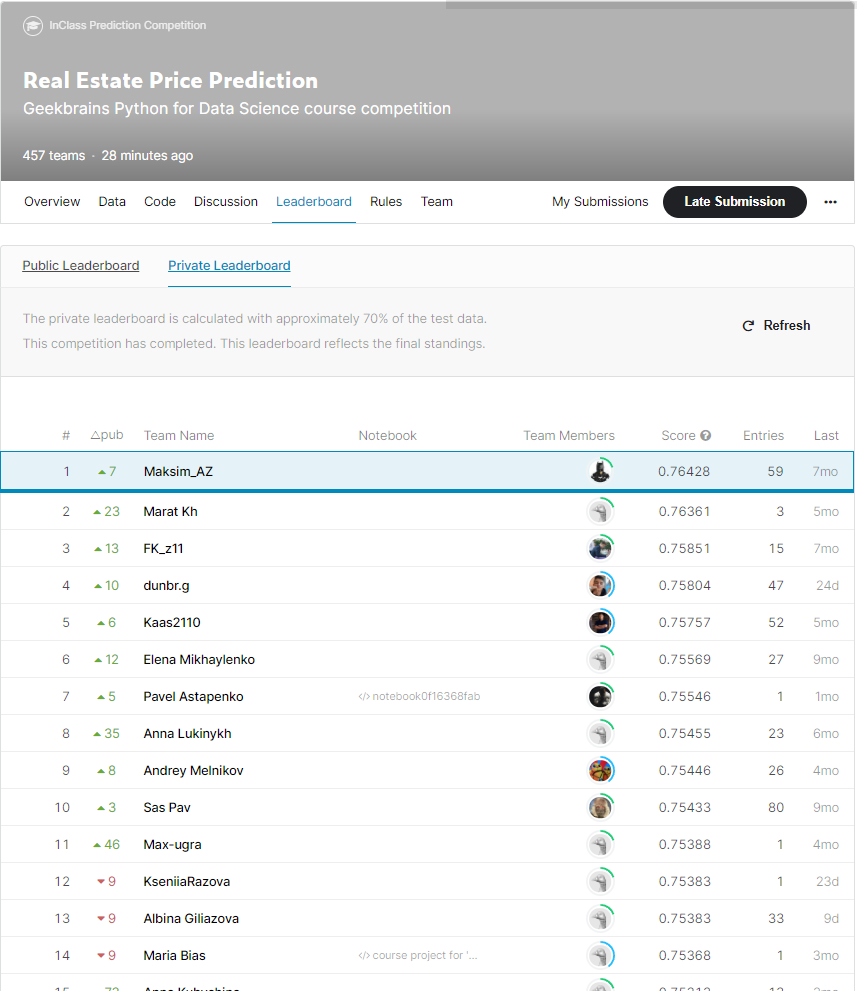 InClass Prediction Competition
Real Estate Price Prediction
Geekbrains Python for Data Science course competition
457 teams · 28 minutes ago
Overview Data Code Discussion Leaderboard Rules Team My Submissions Late Submission
Public Leaderboard Private Leaderboard
The private leaderboard is calculated with approximately 70% of the test data.
This competition has completed. This leaderboard reflects the final standings.
Refresh
# △pub Team Name Notebook Team Members Score Entries Last
1 7 Maksim_AZ 0.76428 59 7mo
2 23 Marat Kh 0.76361 3 5mo
3 13 FK_z11 0.75851 15 7mo
4 10 dunbr.g 0.75804 47 24d
5 6 Kaas2110 0.75757 52 5mo
6 12 Elena Mikhaylenko 0.75569 27 9mo
7 5 Pavel Astapenko </> notebook0f16368fab 0.75546 1 1mo
8 35 Anna Lukinykh 0.75455 23 6mo
9 8 Andrey Melnikov 0.75446 26 4mo
10 3 Sas Pav 0.75433 80 9mo
11 46 Max-ugra 0.75388 1 4mo
12 9 KseniiaRazova 0.75383 1 23d
13 9 Albina Giliazova 0.75383 33 9d
14 9 Maria Bias </> course project for '... 0.75368 1 3mo